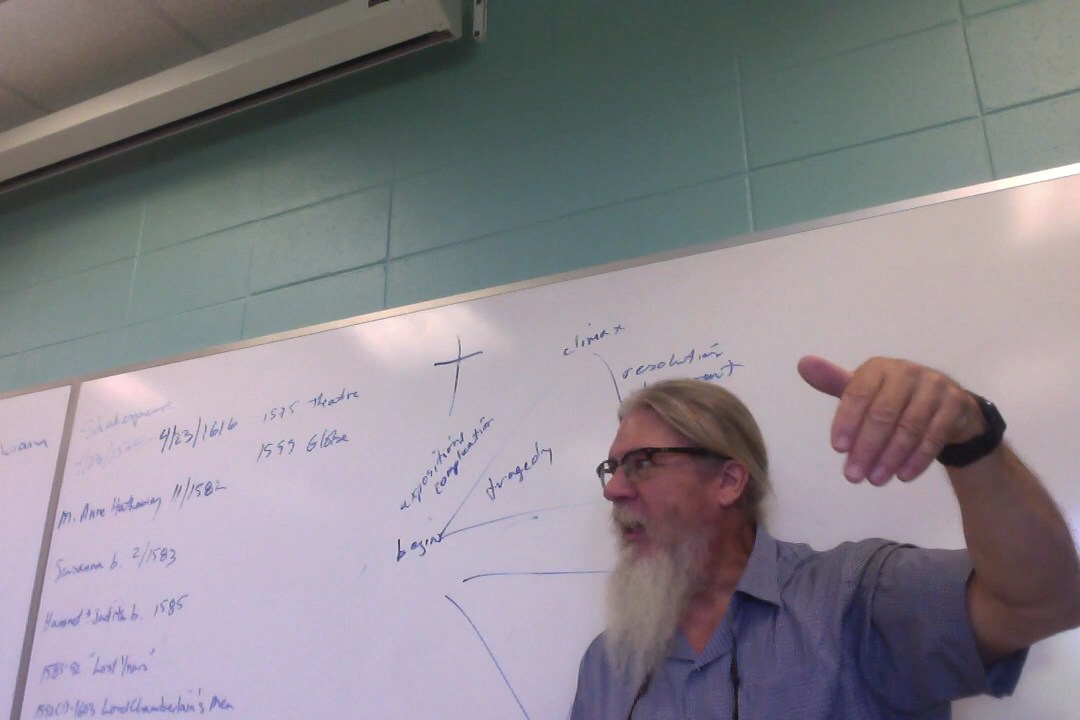 Shakespeare
4/23/1616
1575 Theatre
1599 Globe
M. Anne Hathaway 11/1582
Susanna b. 2/1583
Hamnet & Judith b. 1585
"Lost Years"
Lord Chamberlain's Men
climax
resolution
exposition
complication
tragedy
begin